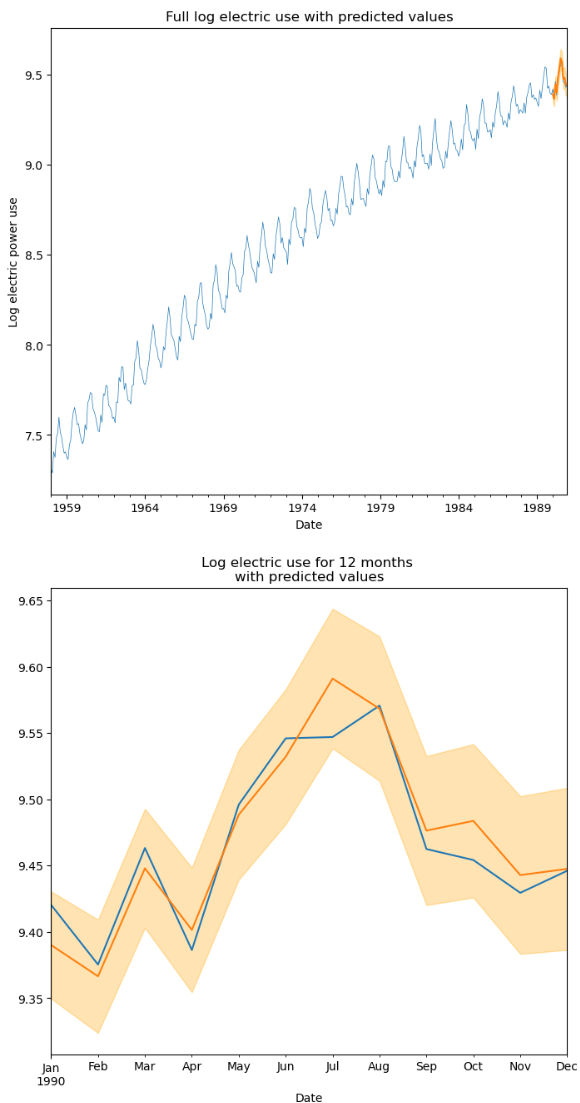 Full log electric use with predicted values
9.5
9.0
8.5
8.0
7.5
Log electric power use
1959 1964 1969 1974 1979 1984 1989
Date
Log electric use for 12 months
with predicted values
9.65
9.60
9.55
9.50
9.45
9.40
9.35
Jan Feb Mar Apr May Jun Jul Aug Sep Oct Nov Dec
1990
Date